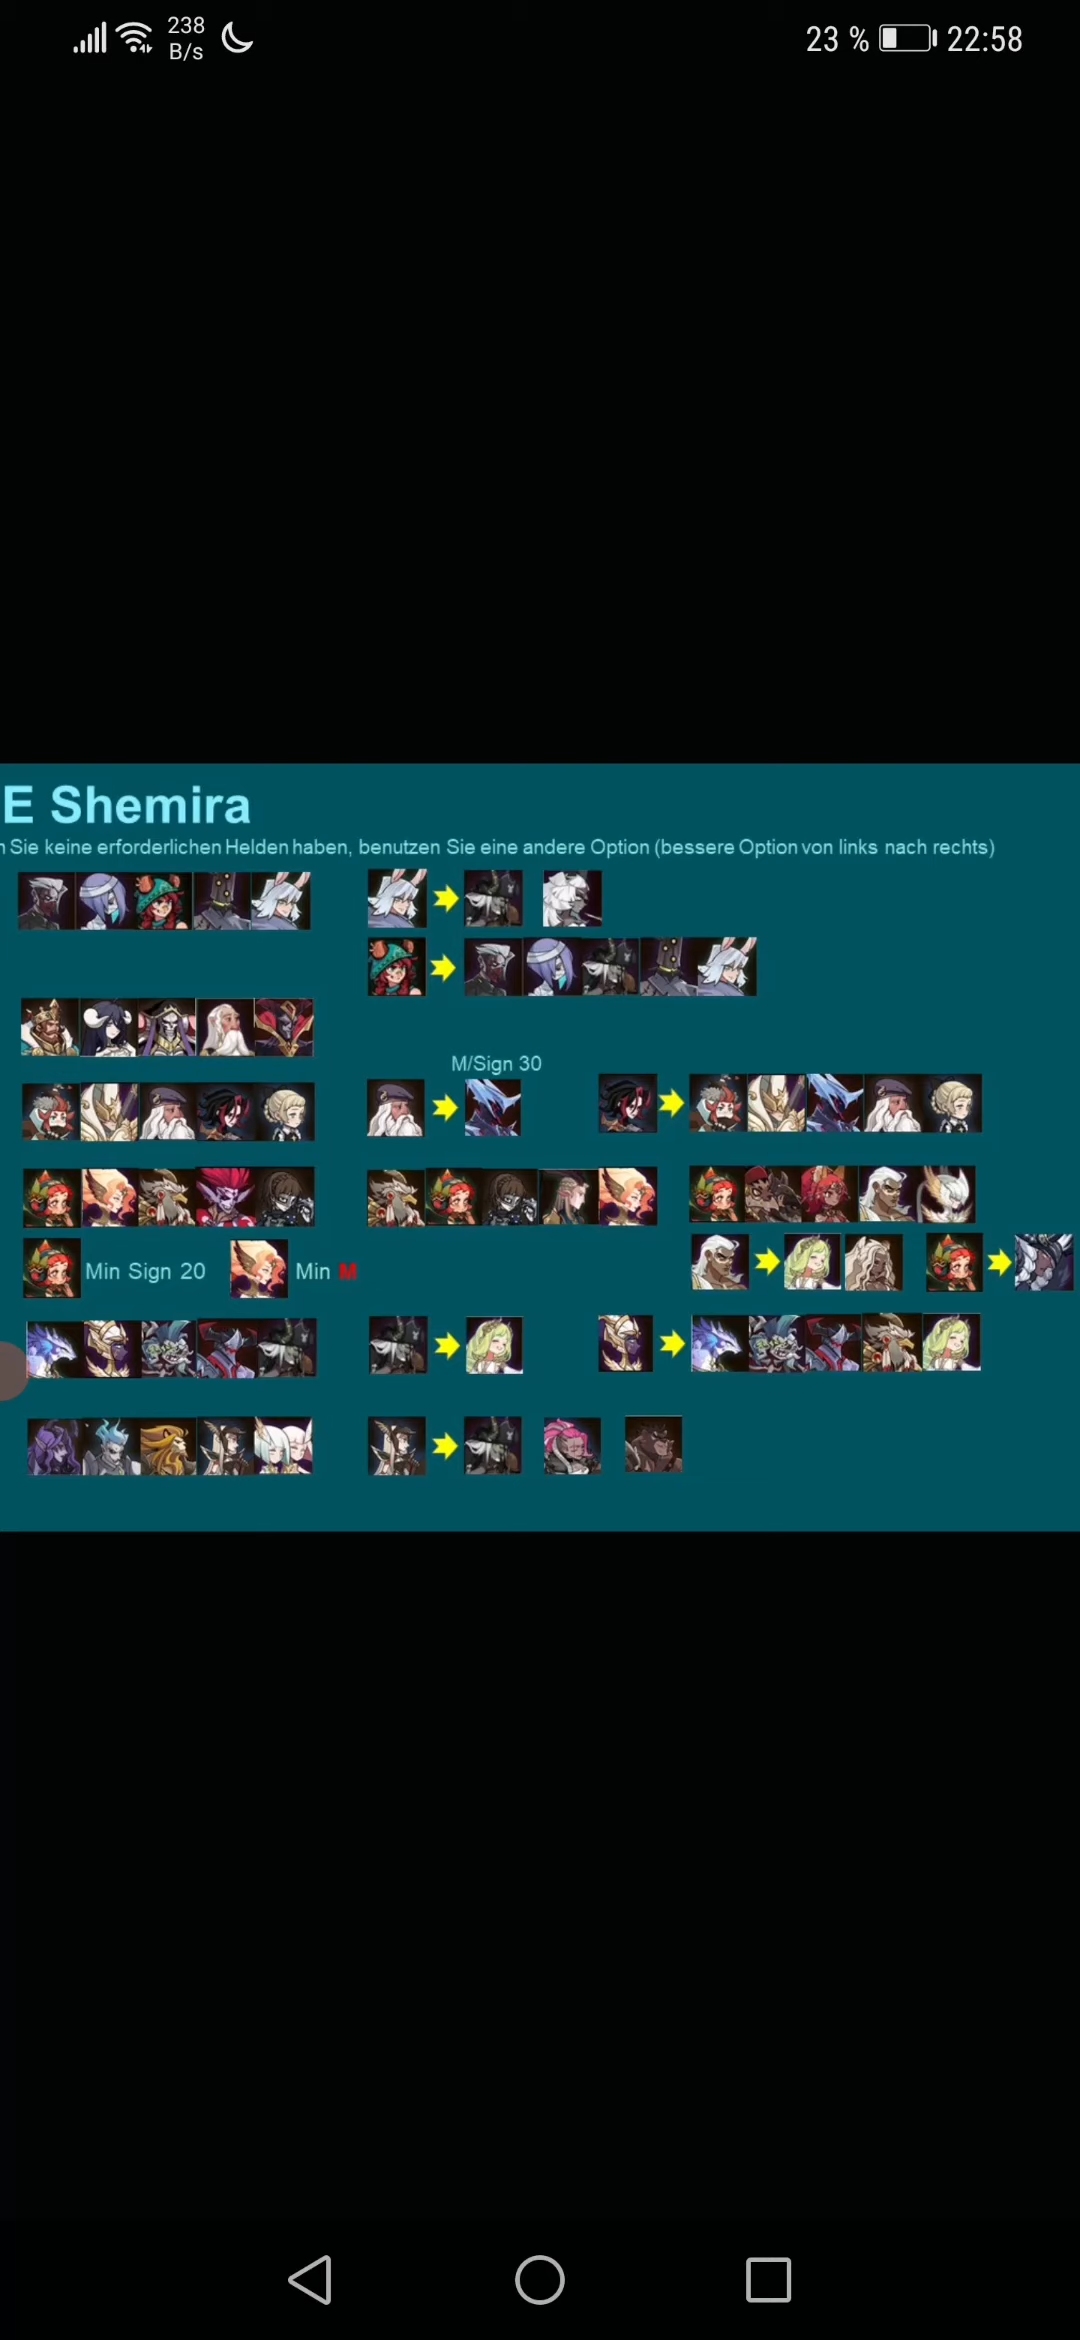 238
B/s
23 % 22:58
E Shemira
n Sie keine erforderlichen Helden haben, benutzen Sie eine andere Option (bessere Option von links nach rechts)
M/Sign 30
Min Sign 20 Min M